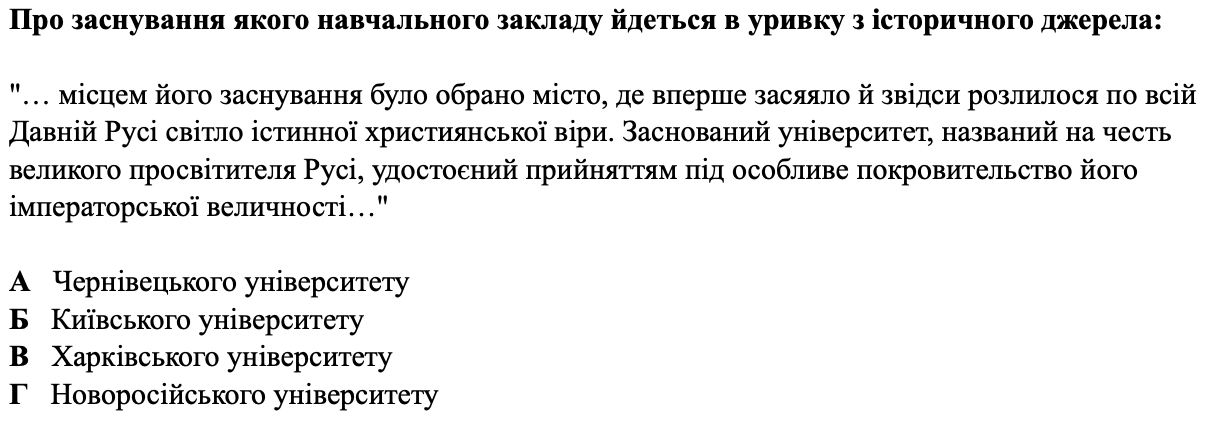 Про заснування якого навчального закладу йдеться в уривку з історичного джерела:
"… місцем його заснування було обрано місто, де вперше засяяло й звідси розлилося по всій
Давній Русі світло істинної християнської віри. Заснований університет, названий на честь
великого просвітителя Русі, удостоєний прийняттям під особливе покровительство його
імператорської величності…"
А Чернівецького університету
Б Київського університету
В Харківського університету
Г Новоросійського університету